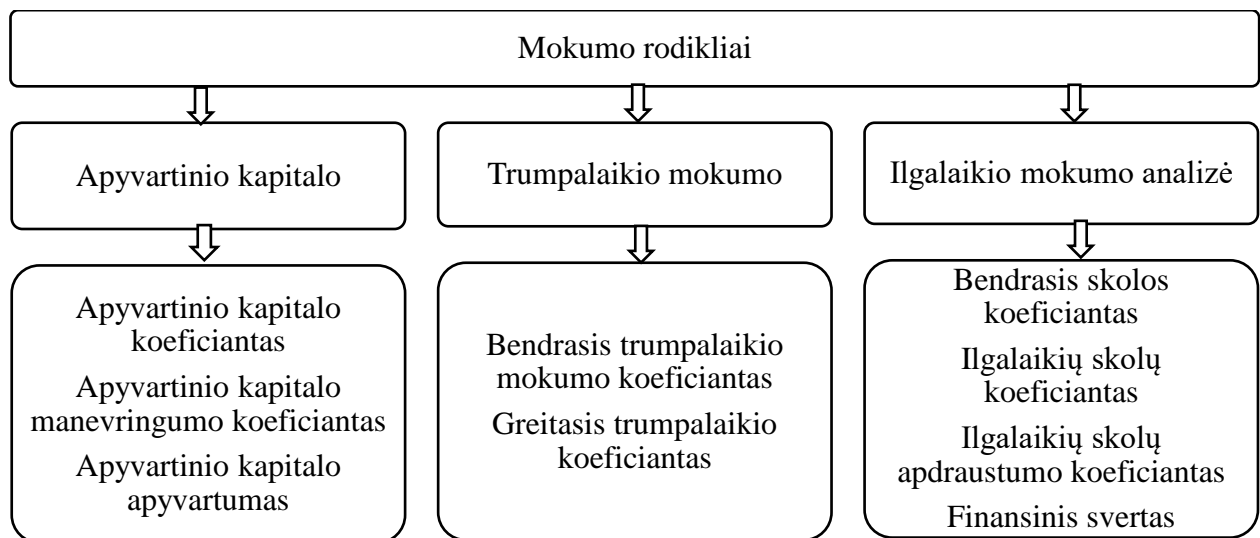 Mokumo rodikliai
Apyvartinio kapitalo
Trumpalaikio mokumo
Ilgalaikio mokumo analizė
Apyvartinio kapitalo
koeficiantas
Apyvartinio kapitalo
manevringumo koeficiantas
Apyvartinio kapitalo
apyvartumas
Bendrasis trumpalaikio
mokumo koeficiantas
Greitasis trumpalaikio
koeficiantas
Bendrasis skolos
koeficiantas
Ilgalaikių skolų
koeficiantas
Ilgalaikių skolų
apdraustumo koeficiantas
Finansinis svertas